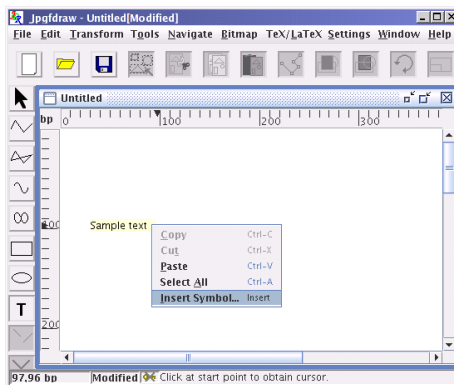 Jpgfdraw - Untitled[Modified]
File Edit Transform Tools Navigate Bitmap TeX/LaTeX Settings Window Help
Untitled
bp 0 100 200 300
100
Sample text
Copy Ctrl-C
Cut Ctrl-X
Paste Ctrl-V
Select All Ctrl-A
Insert Symbol... Insert
T
200
97.96 bp Modified Click at start point to obtain cursor.